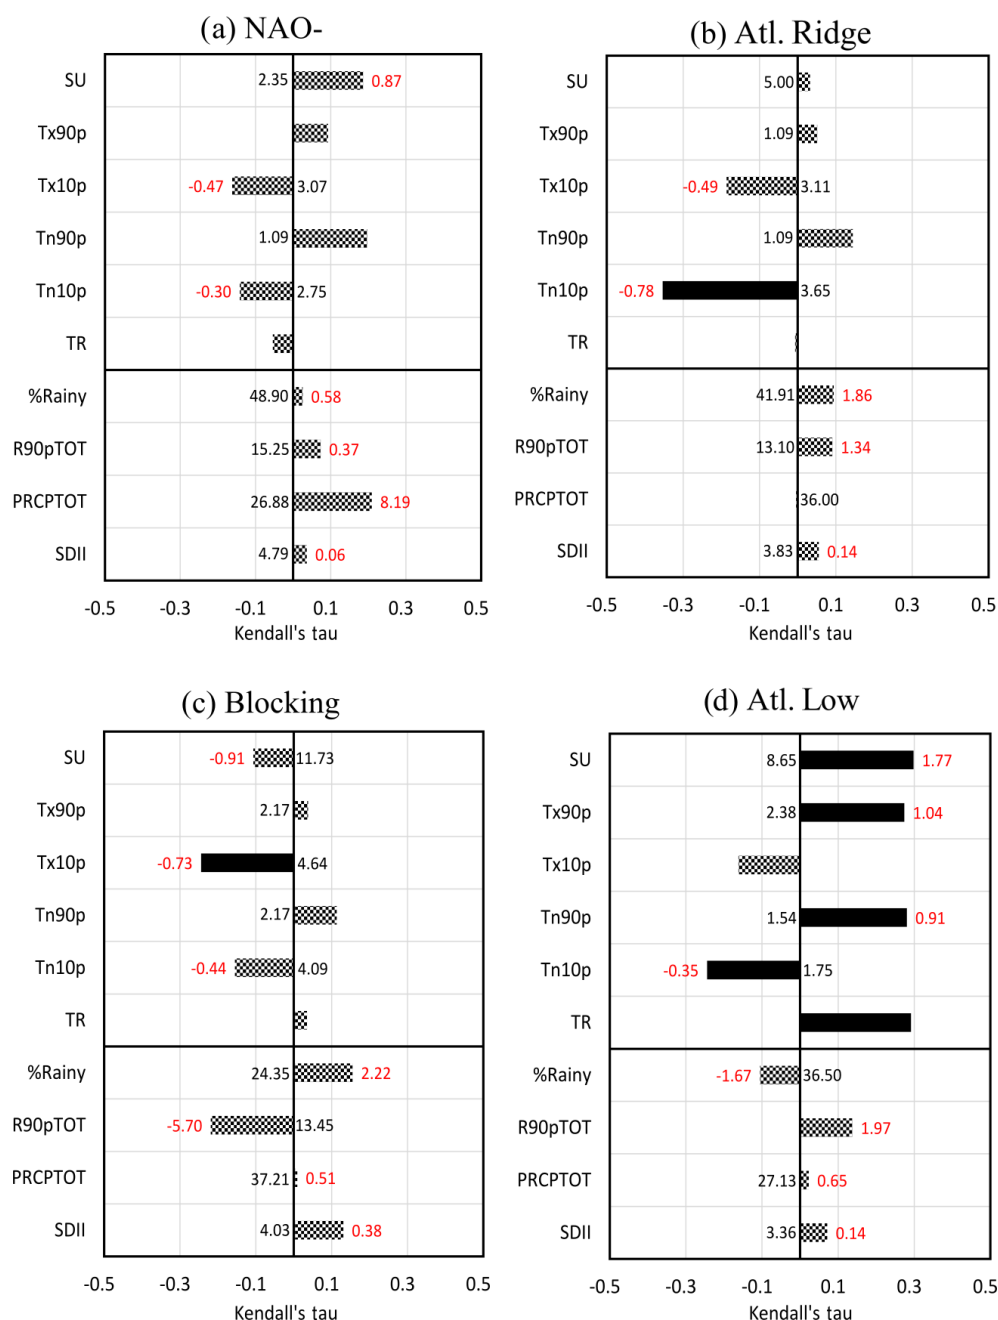 (a) NAO-
SU 2.35 0.87
Tx90p
Tx10p -0.47 3.07
Tn90p 1.09
Tn10p -0.30 2.75
TR
%Rainy 48.90 0.58
R90pTOT 15.25 0.37
PRCPTOT 26.88 8.19
SDII 4.79 0.06
-0.5 -0.3 -0.1 0.1 0.3 0.5
Kendall's tau
(b) Atl. Ridge
SU 5.00
Tx90p 1.09
Tx10p -0.49 3.11
Tn90p 1.09
Tn10p -0.78 3.65
TR
%Rainy 41.91 1.86
R90pTOT 13.10 1.34
PRCPTOT 36.00
SDII 3.83 0.14
-0.5 -0.3 -0.1 0.1 0.3 0.5
Kendall's tau
(c) Blocking
SU -0.91 11.73
Tx90p 2.17
Tx10p -0.73 4.64
Tn90p 2.17
Tn10p -0.44 4.09
TR
%Rainy 24.35 2.22
R90pTOT -5.70 13.45
PRCPTOT 37.21 0.51
SDII 4.03 0.38
-0.5 -0.3 -0.1 0.1 0.3 0.5
Kendall's tau
(d) Atl. Low
SU 8.65 1.77
Tx90p 2.38 1.04
Tx10p
Tn90p 1.54 0.91
Tn10p -0.35 1.75
TR
%Rainy -1.67 36.50
R90pTOT 1.97
PRCPTOT 27.13 0.65
SDII 3.36 0.14
-0.5 -0.3 -0.1 0.1 0.3 0.5
Kendall's tau